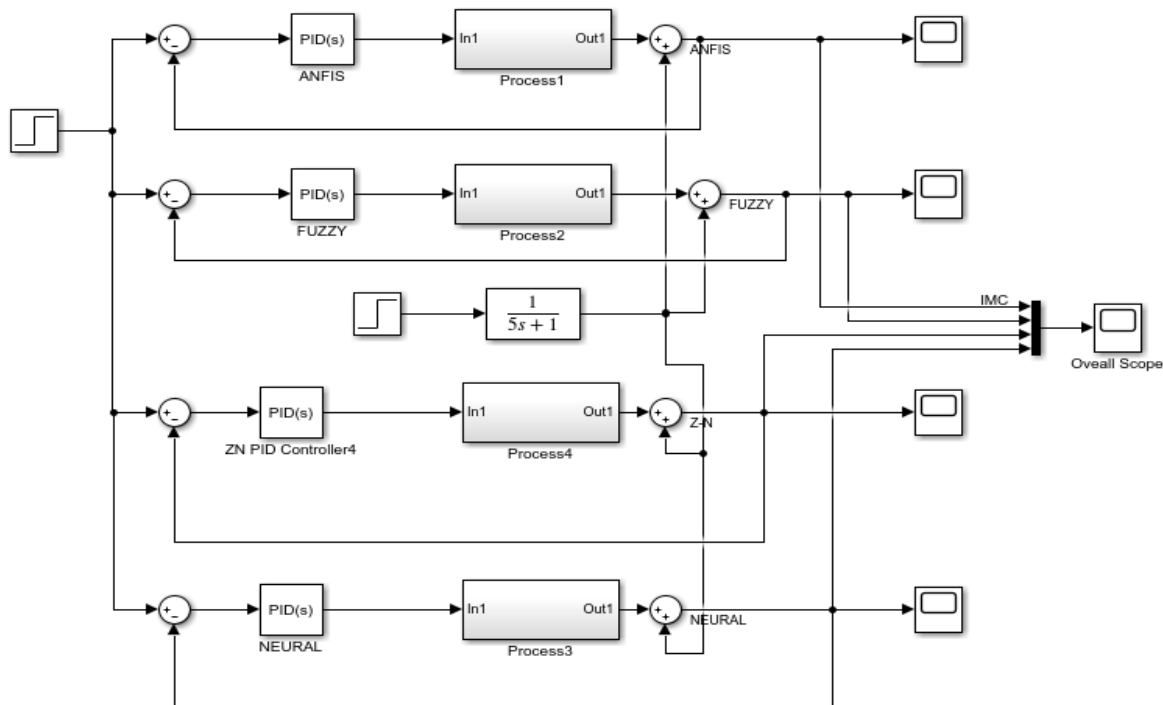 PID(s)
ANFIS
In1
Out1
Process1
ANFIS
PID(s)
FUZZY
In1
Out1
Process2
FUZZY
1
5s + 1
IMC
Oveall Scope
PID(s)
ZN PID Controller4
In1
Out1
Process4
Z-N
PID(s)
NEURAL
In1
Out1
Process3
NEURAL